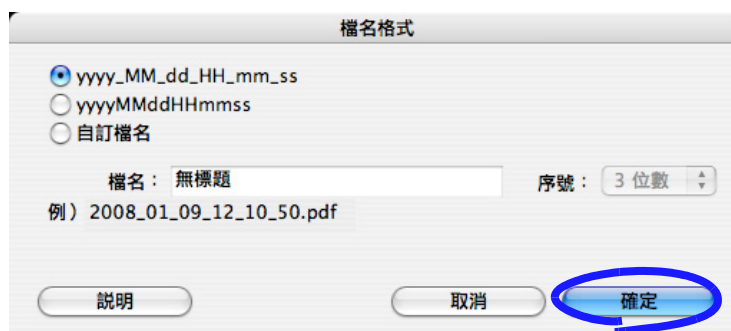 檔名格式
yyyy_MM_dd_HH_mm_ss
yyyyMMddHHmmss
自訂檔名
檔名： 無標題 序號： 3 位數
例）2008_01_09_12_10_50.pdf
說明 取消 確定